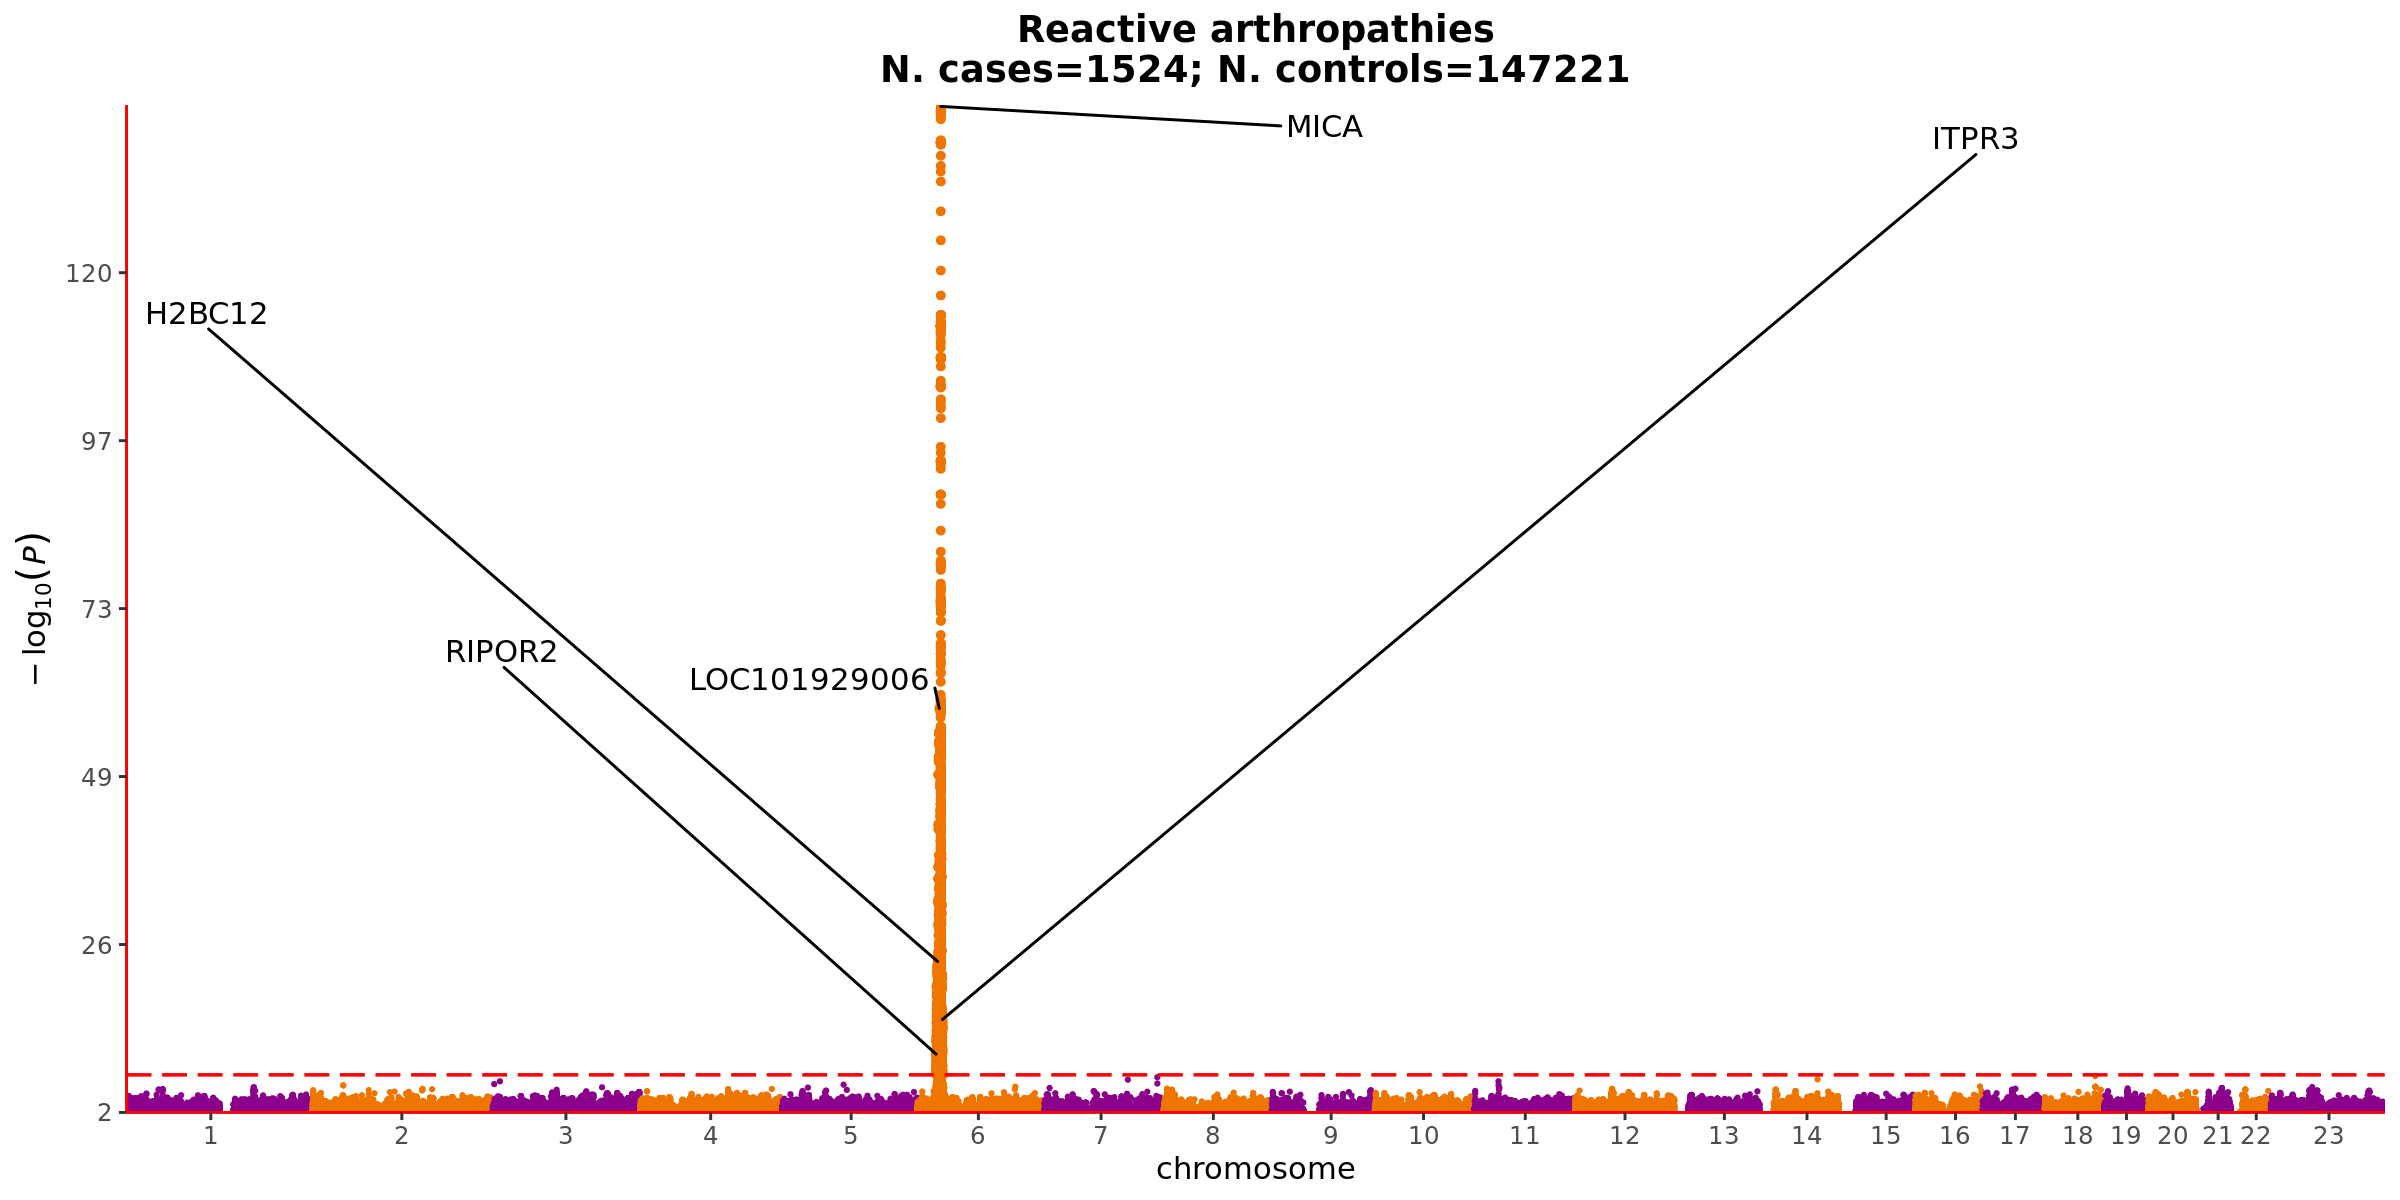 Reactive arthropathies
N. cases=1524; N. controls=147221
MICA
ITPR3
H2BC12
RIPOR2
LOC101929006
120
97
73
49
26
2
−log10(P)
1 2 3 4 5 6 7 8 9 10 11 12 13 14 15 16 17 18 19 20 21 22 23
chromosome